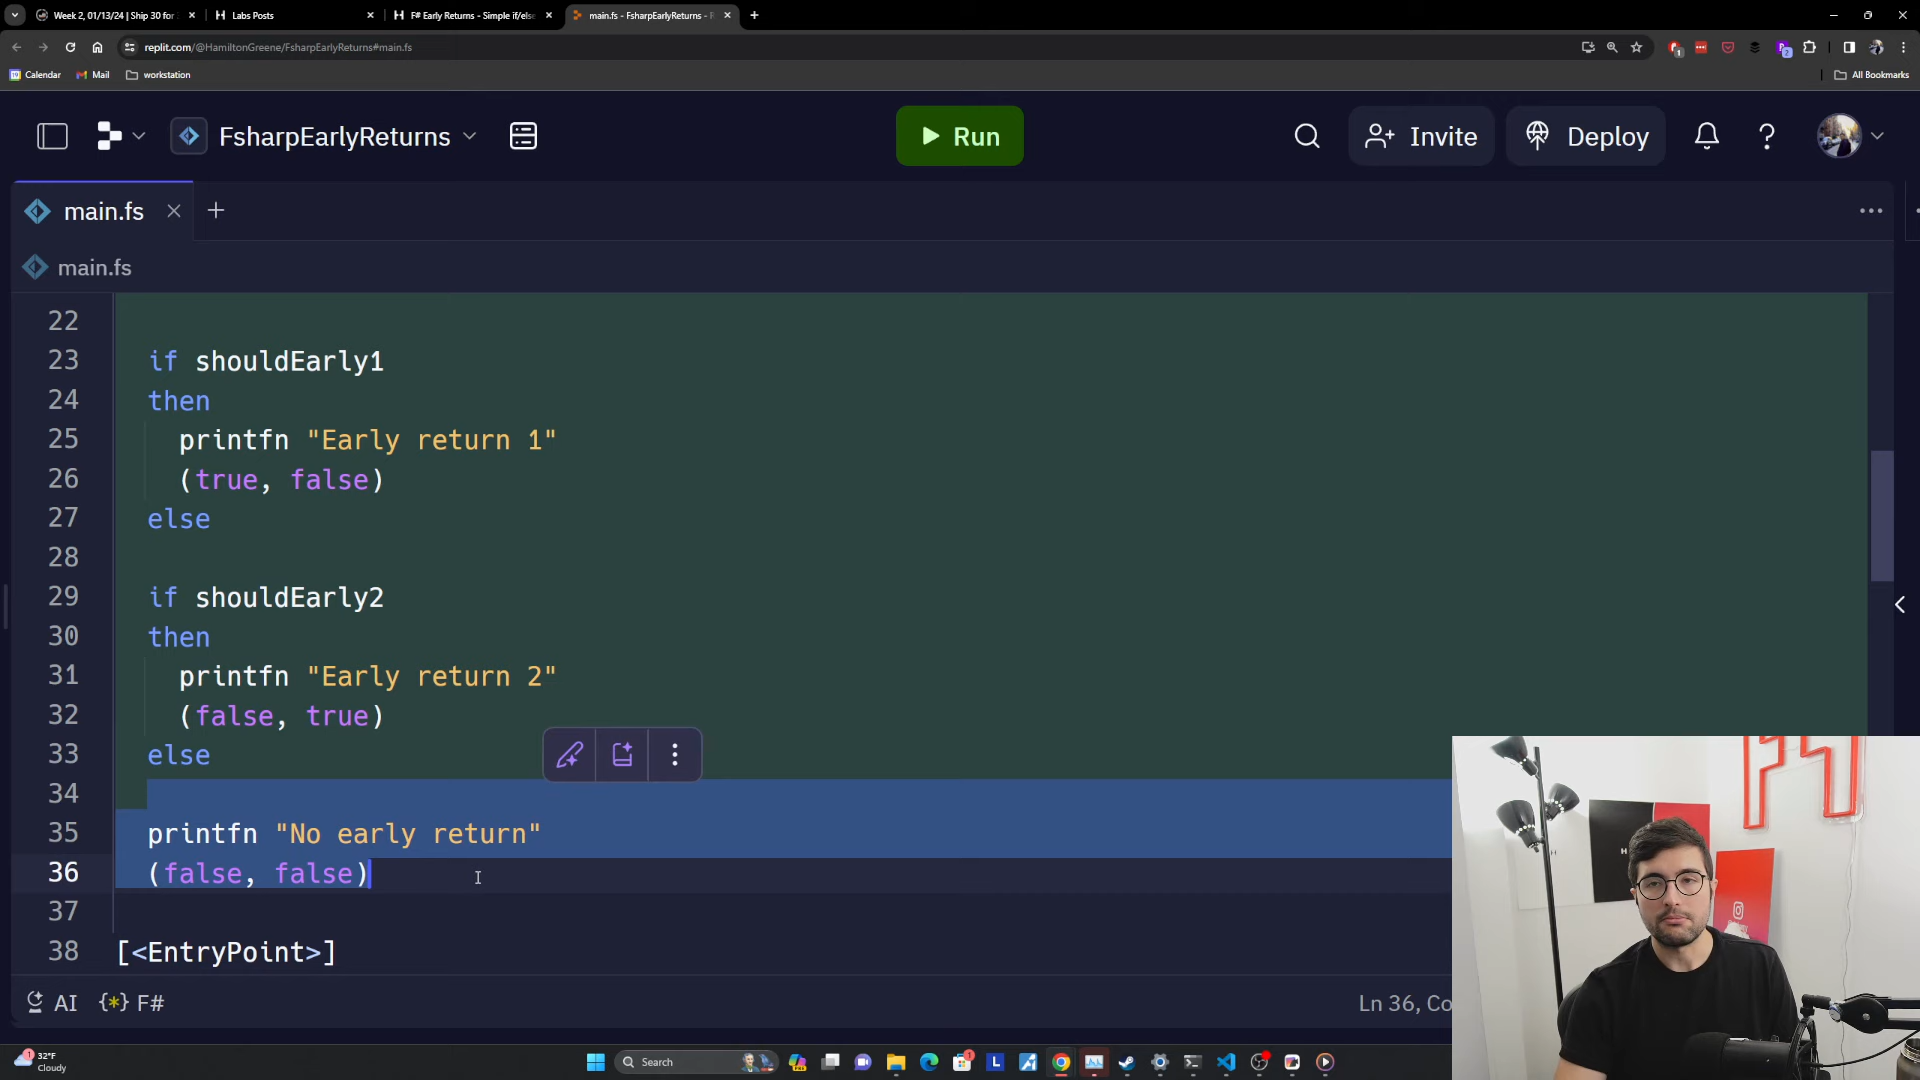 Week 2, 01/13/24 | Ship 30 for
Labs Posts
F# Early Returns - Simple if/else
main.fs - FsharpEarlyReturns - R
replit.com/@HamiltonGreene/FsharpEarlyReturns#main.fs
Calendar
Mail
workstation
All Bookmarks
FsharpEarlyReturns
Run
Invite
Deploy
main.fs
main.fs
22
23 if shouldEarly1
24 then
25 printfn "Early return 1"
26 (true, false)
27 else
28
29 if shouldEarly2
30 then
31 printfn "Early return 2"
32 (false, true)
33 else
34
35 printfn "No early return"
36 (false, false)
37
38 [<EntryPoint>]
AI {*} F#
Ln 36, Co
32°F
Cloudy
Search